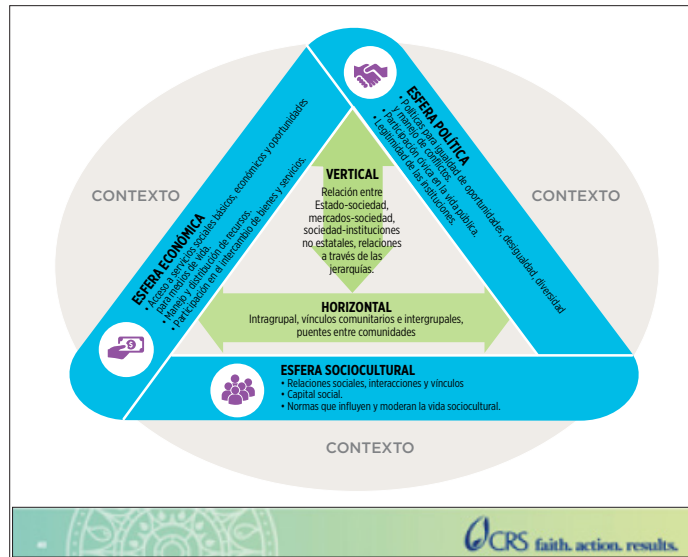 CONTEXTO
CONTEXTO
ESFERA POLÍTICA
• Políticas para igualdad de oportunidades, desigualdad, diversidad
y manejo de conflictos.
• Participación cívica en la vida pública.
• Legitimidad de las instituciones.
ESFERA ECONÓMICA
• Acceso a servicios sociales básicos, económicos y oportunidades
para medios de vida.
• Manejo y distribución de recursos.
• Participación en el intercambio de bienes y servicios.
VERTICAL
Relación entre
Estado-sociedad,
mercados-sociedad,
sociedad-instituciones
no estatales, relaciones
a través de las
jerarquías.
HORIZONTAL
Intragrupal, vínculos comunitarios e intergrupales,
puentes entre comunidades
ESFERA SOCIOCULTURAL
• Relaciones sociales, interacciones y vínculos
• Capital social.
• Normas que influyen y moderan la vida sociocultural.
CONTEXTO
CRS faith. action. results.